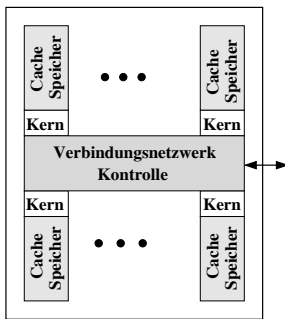 Cache
Speicher
Cache
Speicher
Kern
Kern
Verbindungsnetzwerk
Kontrolle
Kern
Kern
Cache
Speicher
Cache
Speicher